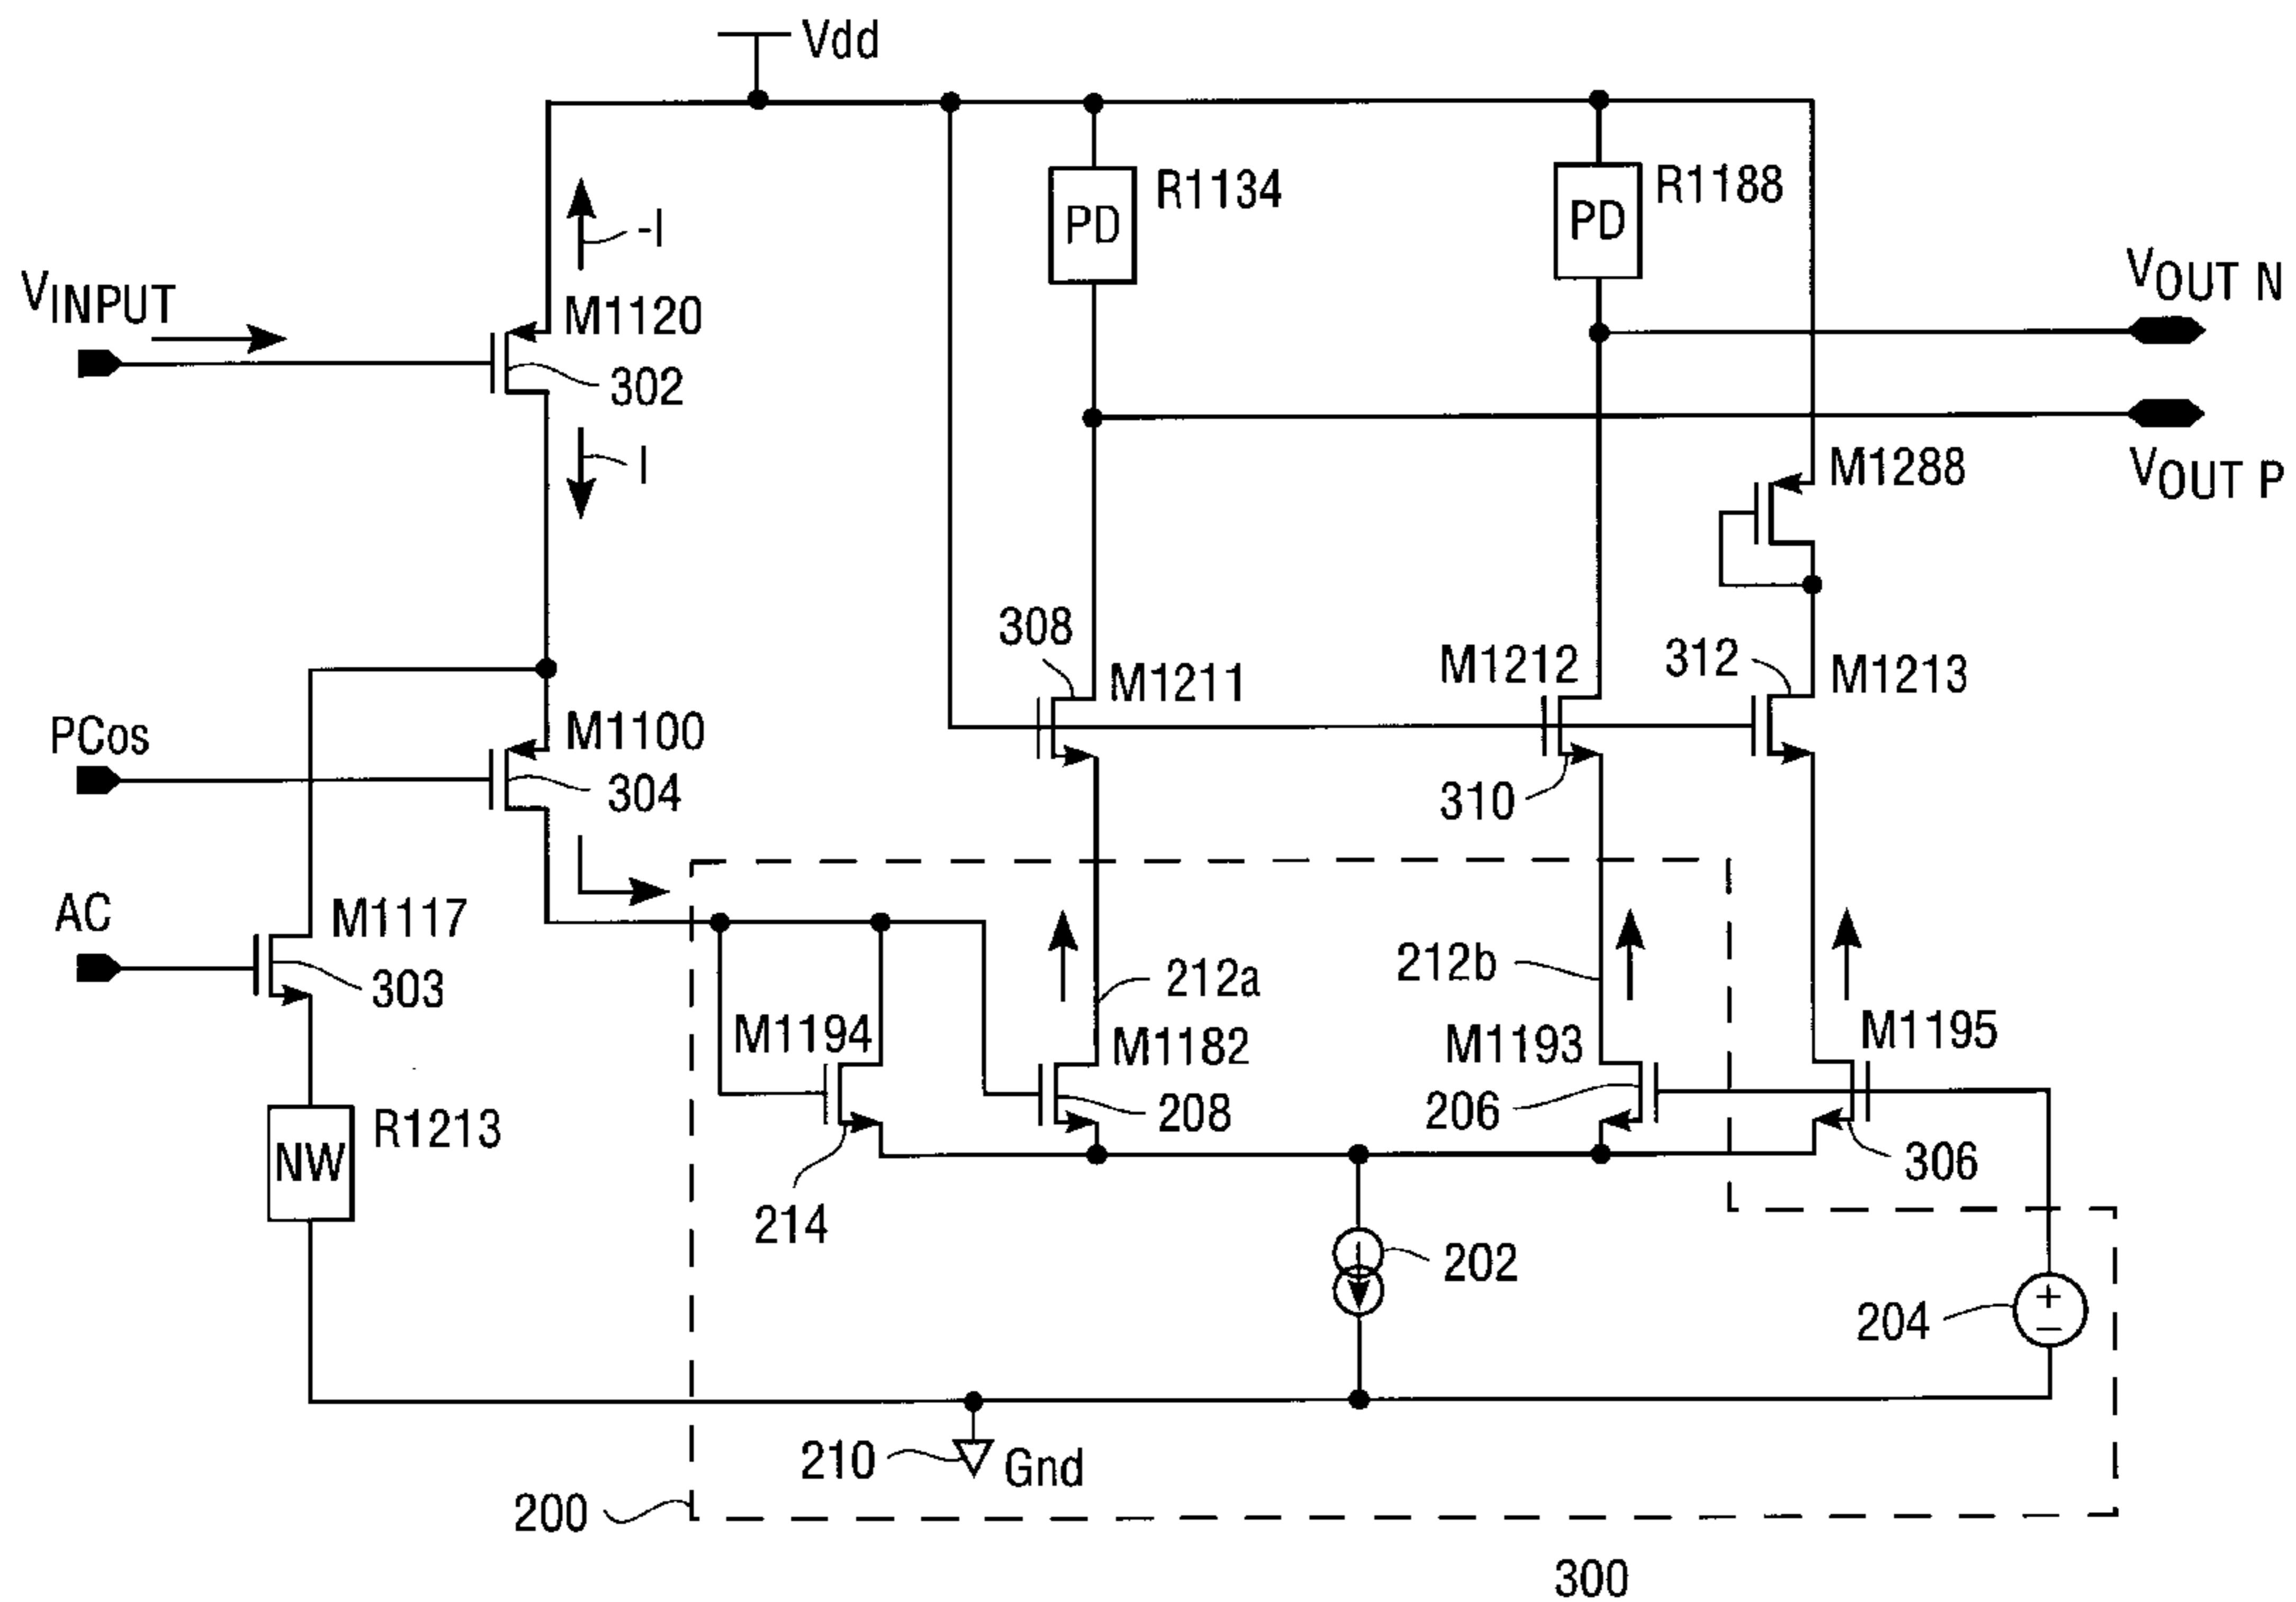 Vdd
R1134
R1188
PD
PD
-I
VINPUT
M1120
302
VOUT N
I
VOUT P
M1288
308
M1211
M1212
312
M1213
PCos
M1100
304
310
AC
M1117
303
212a
212b
M1194
M1182
M1193
M1195
208
206
306
R1213
NW
214
202
204
+
−
210
Gnd
200
300